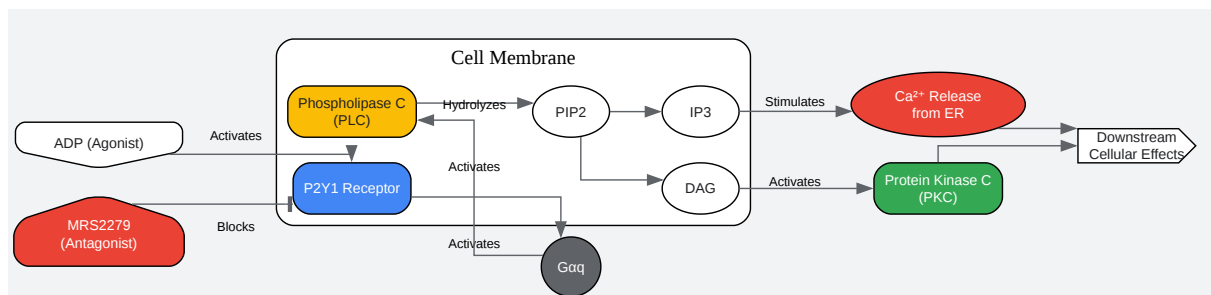 Cell Membrane
Phospholipase C
(PLC)
Hydrolyzes
PIP2
IP3
Stimulates
Ca²⁺ Release
from ER
ADP (Agonist)
Activates
Activates
P2Y1 Receptor
DAG
Activates
Protein Kinase C
(PKC)
Downstream
Cellular Effects
MRS2279
(Antagonist)
Blocks
Activates
Gαq